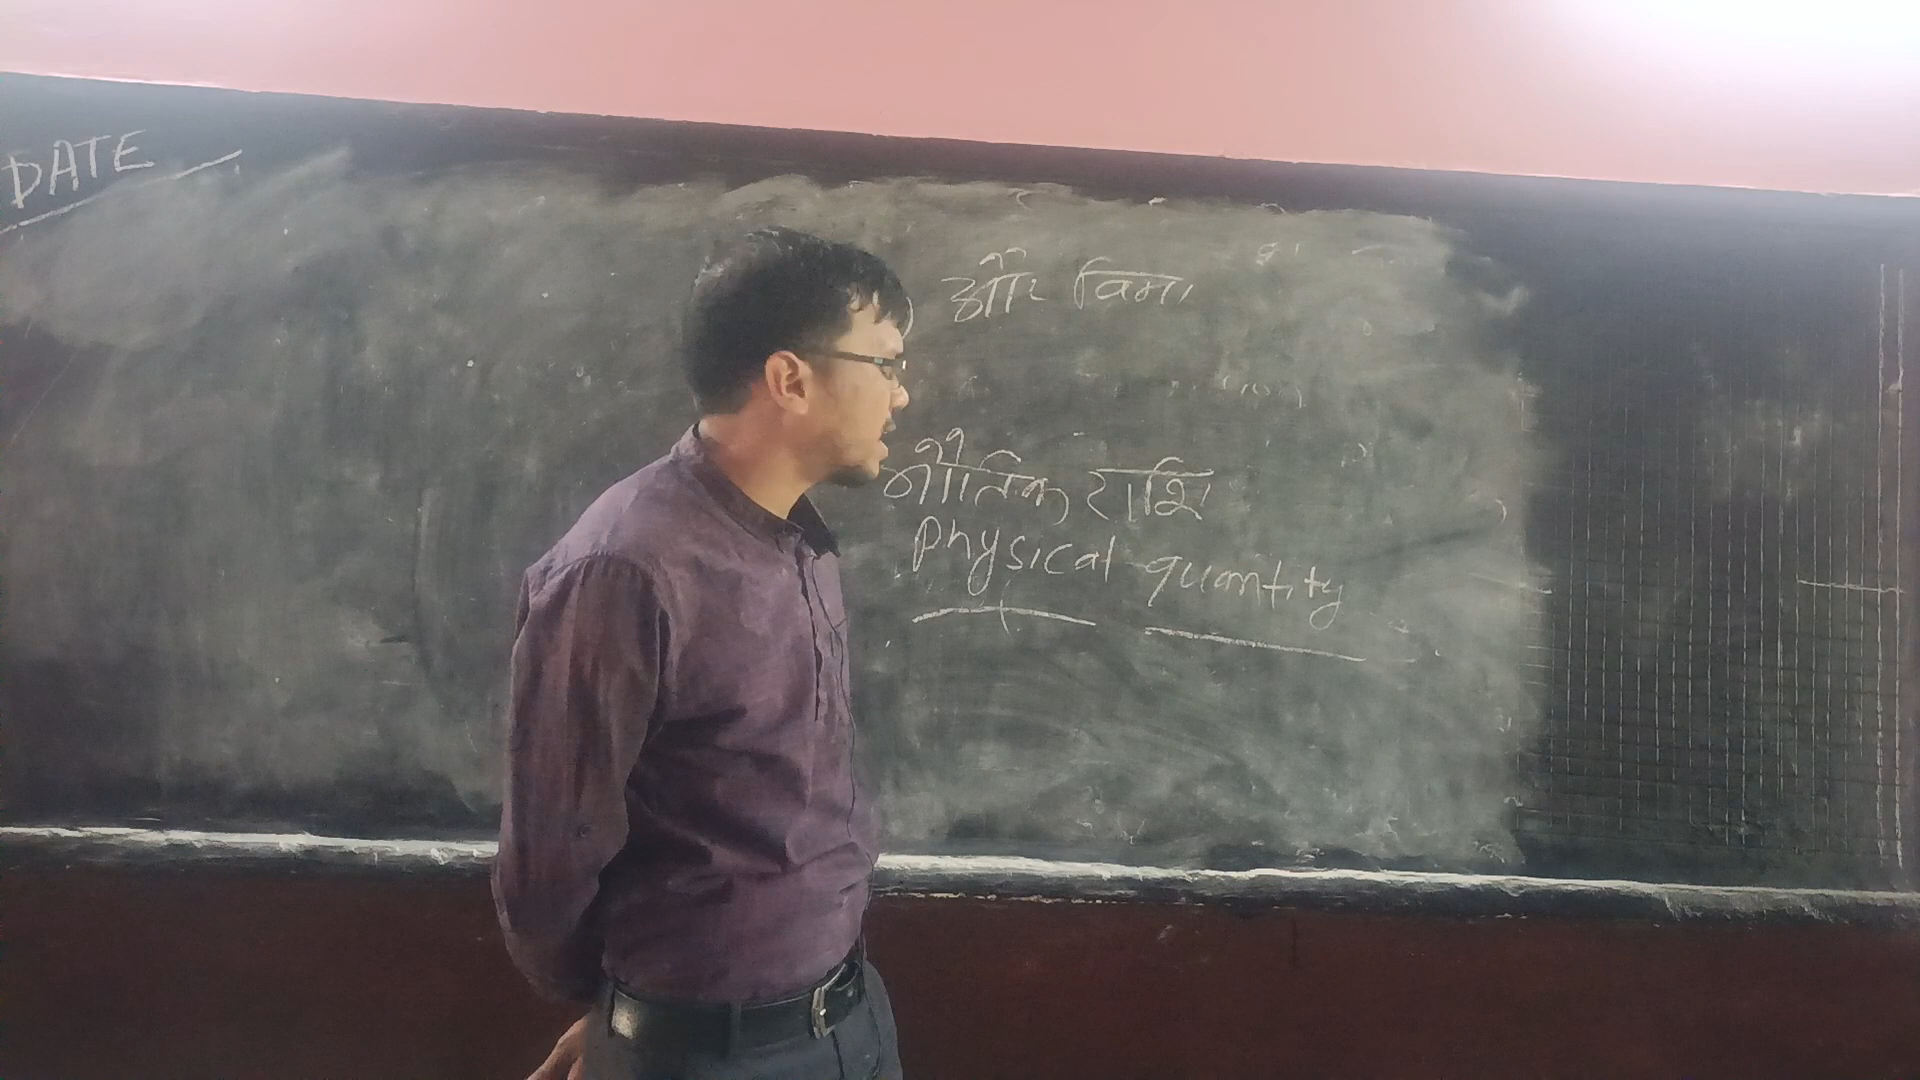 DATE
और विमा
भौतिक राशि
Physical quantity